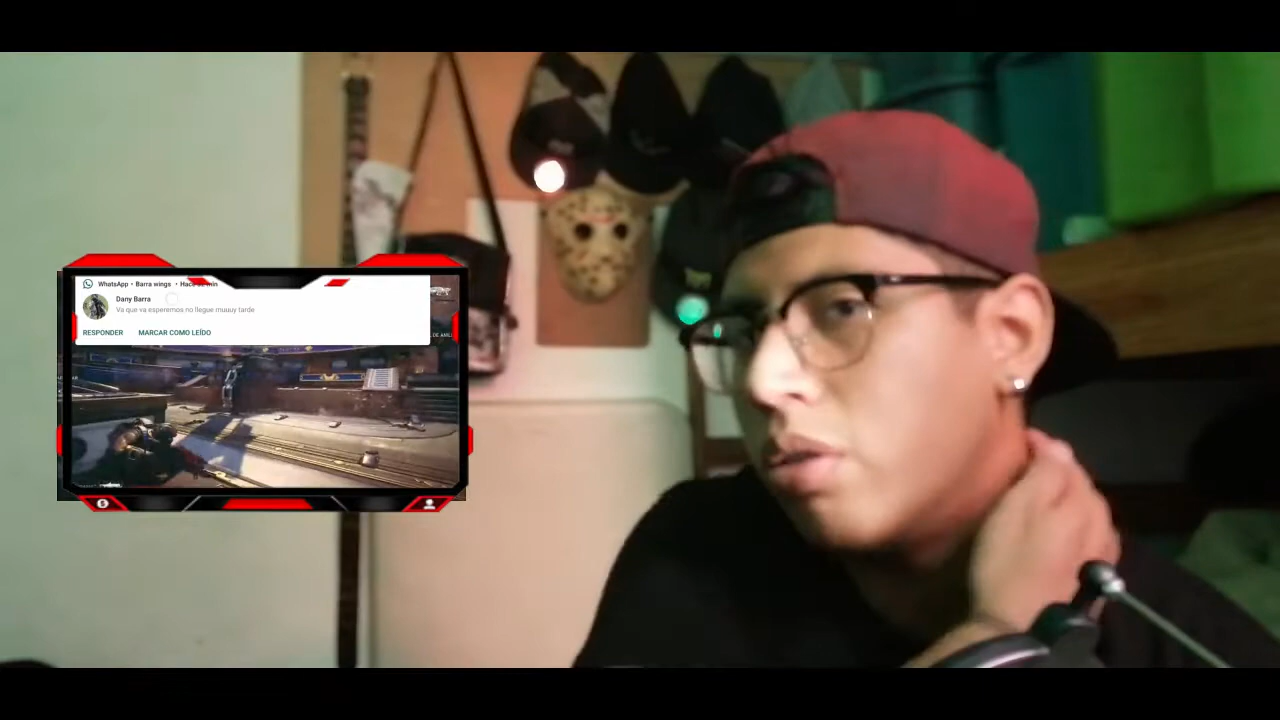 WhatsApp • Barra wings • Hace
Dany Barra
Va que va esperemos no llegue muuuy tarde
RESPONDER MARCAR COMO LEÍDO